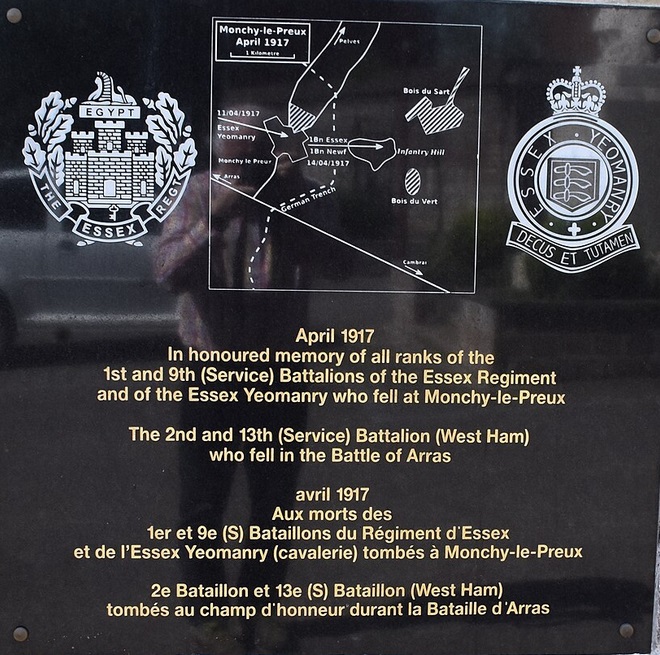 Monchy-le-Preux
April 1917
1 Kilometre
Pelves
Bois du Sart
11/04/1917
Essex
Yeomanry
1Bn Essex
1Bn Newf
14/04/1917
Infantry Hill
Monchy le Preux
Arras
German Trench
Bois du Vert
Cambrai
EGYPT
THE ESSEX REGT
ESSEX · YEOMANRY
DECUS ET TUTAMEN
April 1917
In honoured memory of all ranks of the
1st and 9th (Service) Battalions of the Essex Regiment
and of the Essex Yeomanry who fell at Monchy-le-Preux
The 2nd and 13th (Service) Battalion (West Ham)
who fell in the Battle of Arras
avril 1917
Aux morts des
1er et 9e (S) Bataillons du Régiment d'Essex
et de l'Essex Yeomanry (cavalerie) tombés à Monchy-le-Preux
2e Bataillon et 13e (S) Bataillon (West Ham)
tombés au champ d'honneur durant la Bataille d'Arras